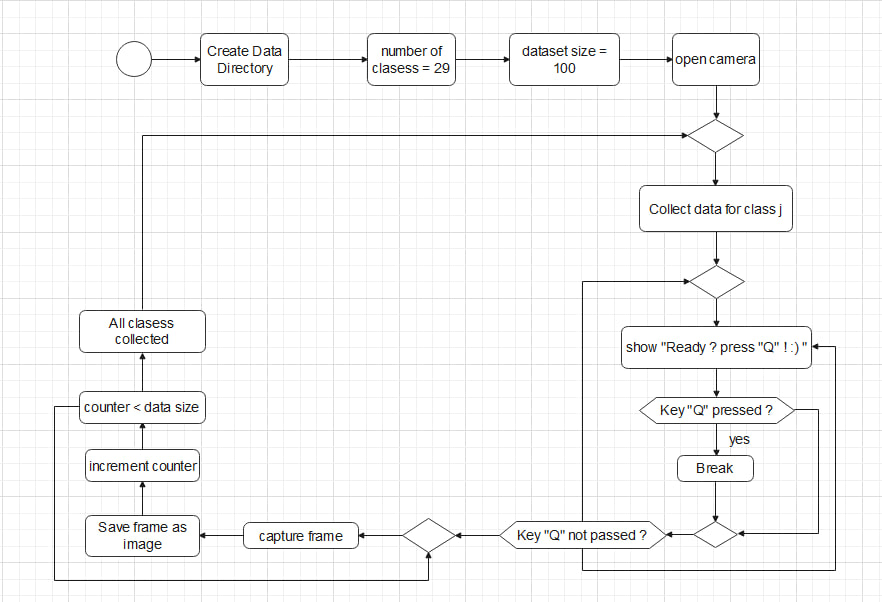 Create Data
Directory
number of
clasess = 29
dataset size =
100
open camera
Collect data for class j
show "Ready ? press "Q" ! :) "
Key "Q" pressed ?
yes
Break
Key "Q" not passed ?
capture frame
Save frame as
image
increment counter
counter < data size
All clasess
collected